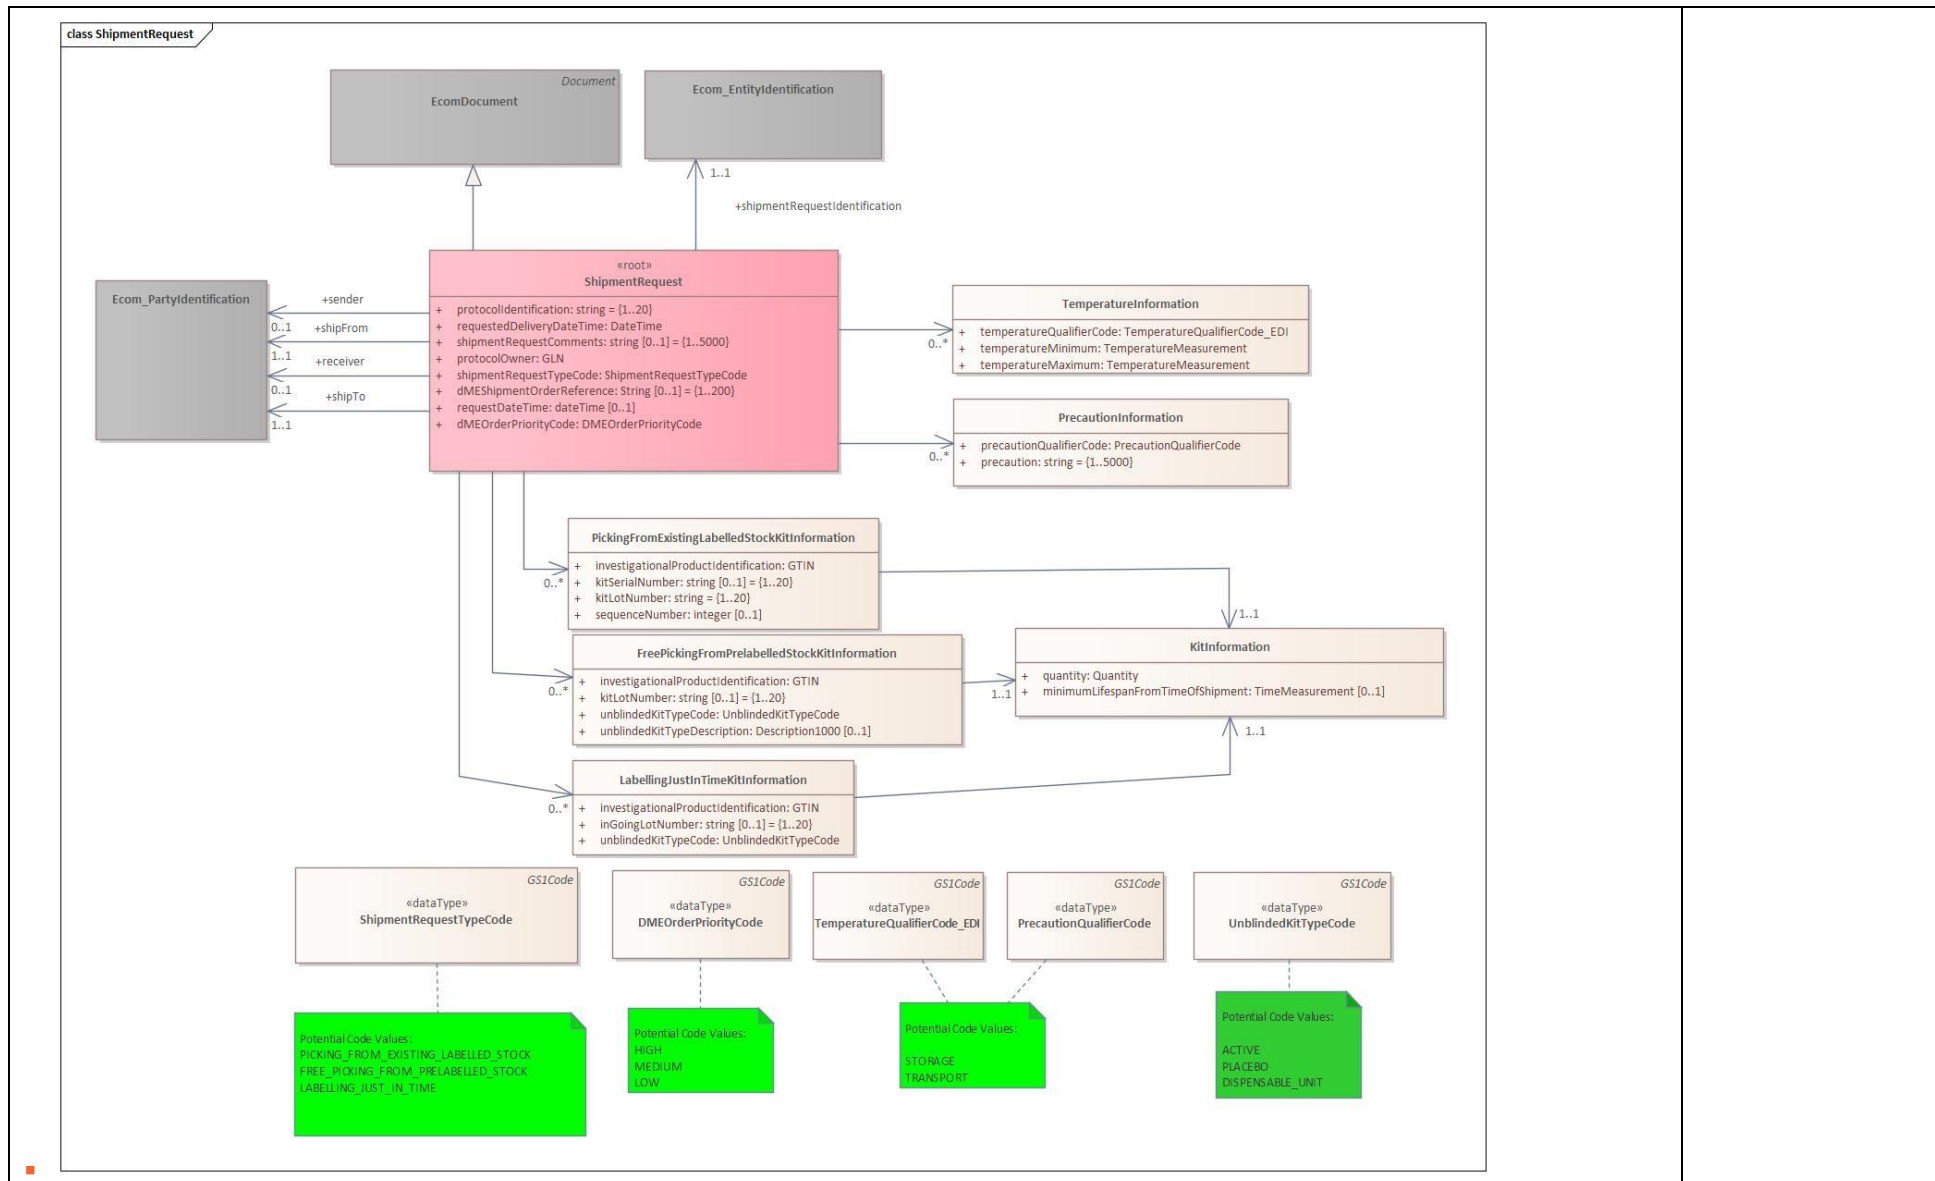 class ShipmentRequest
Document
EcomDocument
Ecom_EntityIdentification
1..1
+shipmentRequestIdentification
«root»
ShipmentRequest
+ protocolIdentification: string = {1..20}
+ requestedDeliveryDateTime: DateTime
+ shipmentRequestComments: string [0..1] = {1..5000}
+ protocolOwner: GLN
+ shipmentRequestTypeCode: ShipmentRequestTypeCode
+ dMEShipmentOrderReference: String [0..1] = {1..200}
+ requestDateTime: dateTime [0..1]
+ dMEOrderPriorityCode: DMEOrderPriorityCode
Ecom_PartyIdentification
+sender
0..1
+shipFrom
1..1
+receiver
0..1
+shipTo
1..1
TemperatureInformation
+ temperatureQualifierCode: TemperatureQualifierCode_EDI
+ temperatureMinimum: TemperatureMeasurement
+ temperatureMaximum: TemperatureMeasurement
0..*
PrecautionInformation
+ precautionQualifierCode: PrecautionQualifierCode
+ precaution: string = {1..5000}
0..*
PickingFromExistingLabelledStockKitInformation
+ investigationalProductIdentification: GTIN
+ kitSerialNumber: string [0..1] = {1..20}
+ kitLotNumber: string = {1..20}
+ sequenceNumber: integer [0..1]
0..*
1..1
FreePickingFromPrelabelledStockKitInformation
+ investigationalProductIdentification: GTIN
+ kitLotNumber: string [0..1] = {1..20}
+ unblindedKitTypeCode: UnblindedKitTypeCode
+ unblindedKitTypeDescription: Description1000 [0..1]
0..*
1..1
KitInformation
+ quantity: Quantity
+ minimumLifespanFromTimeOfShipment: TimeMeasurement [0..1]
1..1
LabellingJustInTimeKitInformation
+ investigationalProductIdentification: GTIN
+ inGoingLotNumber: string [0..1] = {1..20}
+ unblindedKitTypeCode: UnblindedKitTypeCode
0..*
GS1Code
«dataType»
ShipmentRequestTypeCode
GS1Code
«dataType»
DMEOrderPriorityCode
GS1Code
«dataType»
TemperatureQualifierCode_EDI
GS1Code
«dataType»
PrecautionQualifierCode
GS1Code
«dataType»
UnblindedKitTypeCode
Potential Code Values:
PICKING_FROM_EXISTING_LABELLED_STOCK
FREE_PICKING_FROM_PRELABELLED_STOCK
LABELLING_JUST_IN_TIME
Potential Code Values:
HIGH
MEDIUM
LOW
Potential Code Values:
STORAGE
TRANSPORT
Potential Code Values:
ACTIVE
PLACEBO
DISPENSABLE_UNIT